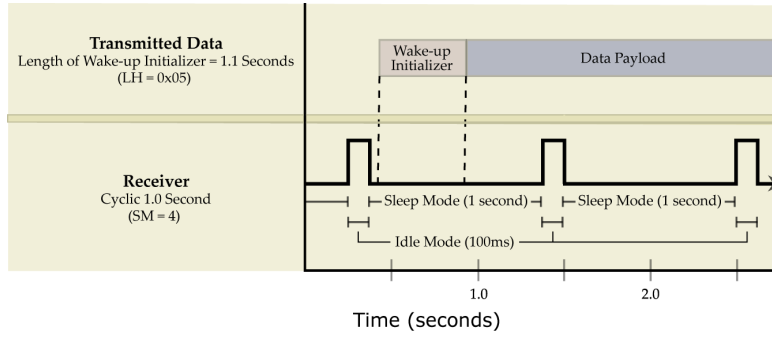 Transmitted Data
Length of Wake-up Initializer = 1.1 Seconds
(LH = 0x05)
Wake-up
Initializer
Data Payload
Receiver
Cyclic 1.0 Second
(SM = 4)
Sleep Mode (1 second)
Sleep Mode (1 second)
Idle Mode (100ms)
1.0
2.0
Time (seconds)